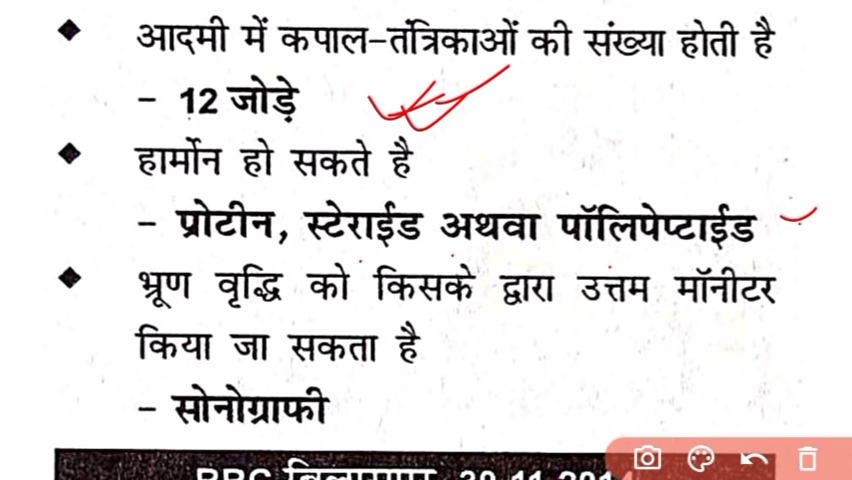 आदमी में कपाल-तंत्रिकाओं की संख्या होती है
- 12 जोड़े
हार्मोन हो सकते है
- प्रोटीन, स्टेराईड अथवा पॉलिपेप्टाईड
भ्रूण वृद्धि को किसके द्वारा उत्तम मॉनीटर
किया जा सकता है
- सोनोग्राफी